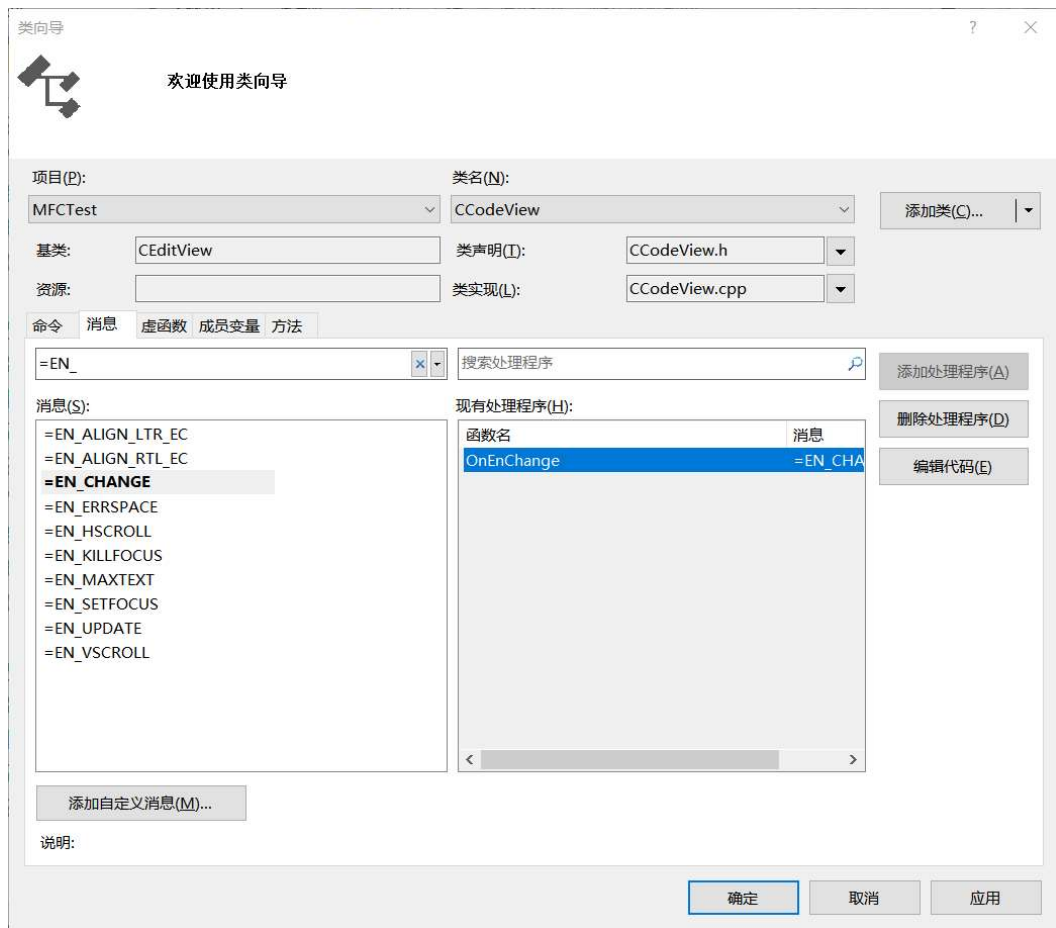 类向导
欢迎使用类向导
项目(P):
类名(N):
MFCTest
CCodeView
添加类(C)...
基类:
CEditView
类声明(T):
CCodeView.h
资源:
类实现(L):
CCodeView.cpp
命令 消息 虚函数 成员变量 方法
=EN_
搜索处理程序
添加处理程序(A)
消息(S):
现有处理程序(H):
删除处理程序(D)
编辑代码(E)
=EN_ALIGN_LTR_EC
=EN_ALIGN_RTL_EC
=EN_CHANGE
=EN_ERRSPACE
=EN_HSCROLL
=EN_KILLFOCUS
=EN_MAXTEXT
=EN_SETFOCUS
=EN_UPDATE
=EN_VSCROLL
函数名 消息
OnEnChange =EN_CHA
添加自定义消息(M)...
说明:
确定 取消 应用